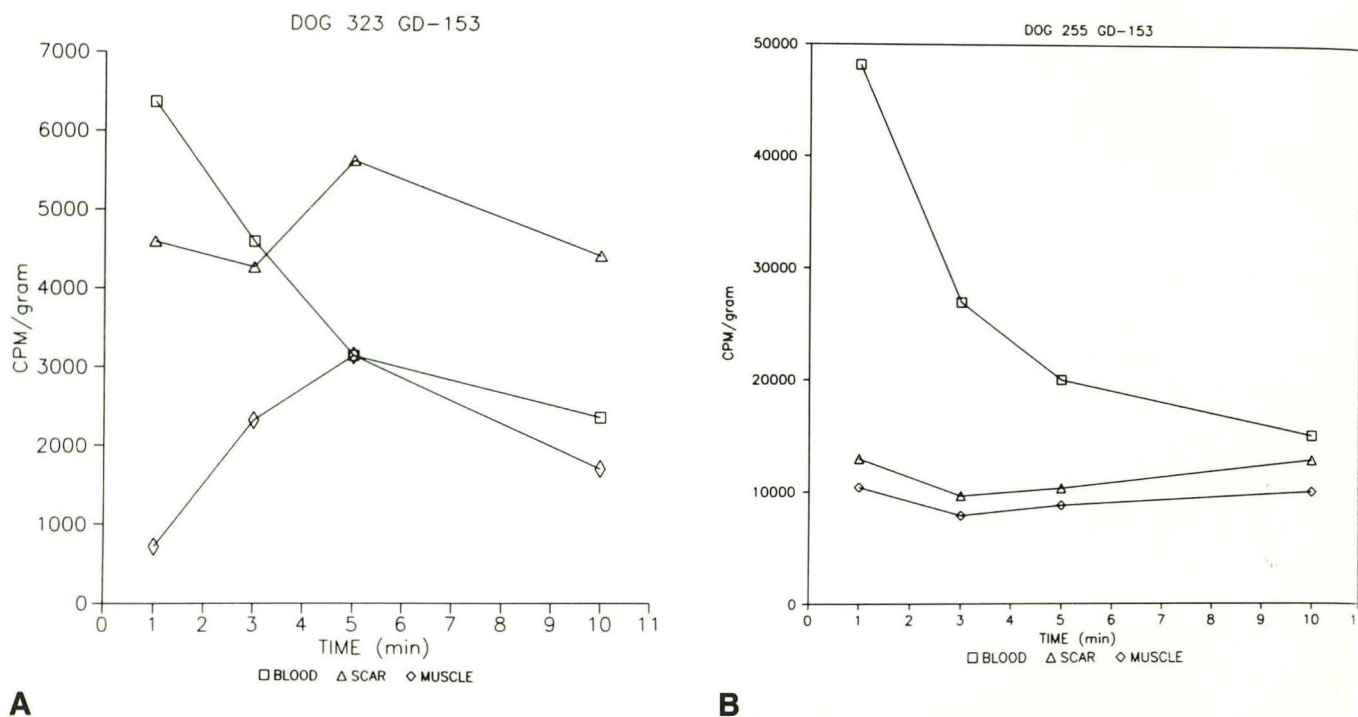 DOG 323 GD-153
7000
6000
5000
4000
3000
2000
1000
0
CPM/gram
0 1 2 3 4 5 6 7 8 9 10 11
TIME (min)
BLOOD SCAR MUSCLE
A
DOG 255 GD-153
50000
40000
30000
20000
10000
0
CPM/gram
0 1 2 3 4 5 6 7 8 9 10 1
TIME (min)
BLOOD SCAR MUSCLE
B